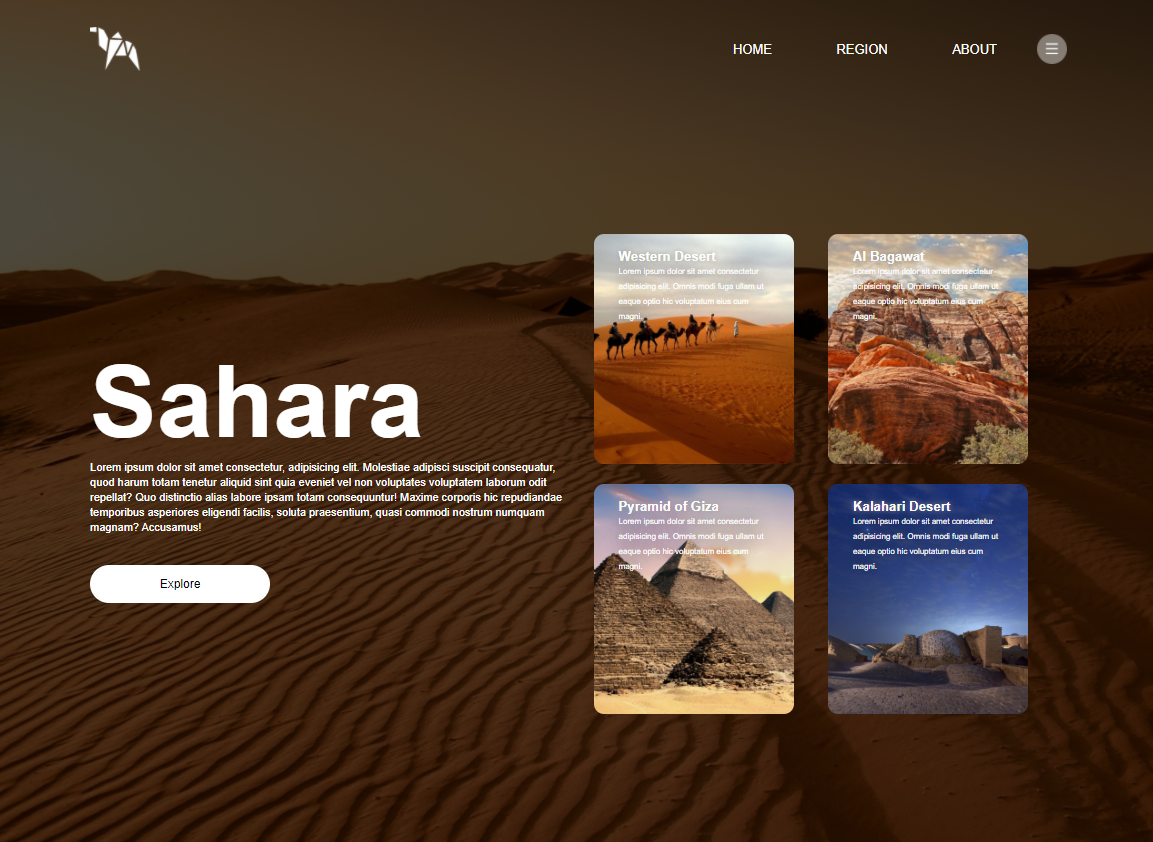 HOME
REGION
ABOUT
Western Desert
Lorem ipsum dolor sit amet consectetur
adipisicing elit. Omnis modi fuga ullam ut
eaque optio hic voluptatum eius cum
magni.
Al Bagawat
Lorem ipsum dolor sit amet consectetur
adipisicing elit. Omnis modi fuga ullam ut
eaque optio hic voluptatum eius cum
magni.
Sahara
Lorem ipsum dolor sit amet consectetur, adipisicing elit. Molestiae adipisci suscipit consequatur,
quod harum totam tenetur aliquid sint quia eveniet vel non voluptates voluptatem laborum odit
repellat? Quo distinctio alias labore ipsam totam consequuntur! Maxime corporis hic repudiandae
temporibus asperiores eligendi facilis, soluta praesentium, quasi commodi nostrum numquam
magnam? Accusamus!
Explore
Pyramid of Giza
Lorem ipsum dolor sit amet consectetur
adipisicing elit. Omnis modi fuga ullam ut
eaque optio hic voluptatum eius cum
magni.
Kalahari Desert
Lorem ipsum dolor sit amet consectetur
adipisicing elit. Omnis modi fuga ullam ut
eaque optio hic voluptatum eius cum
magni.